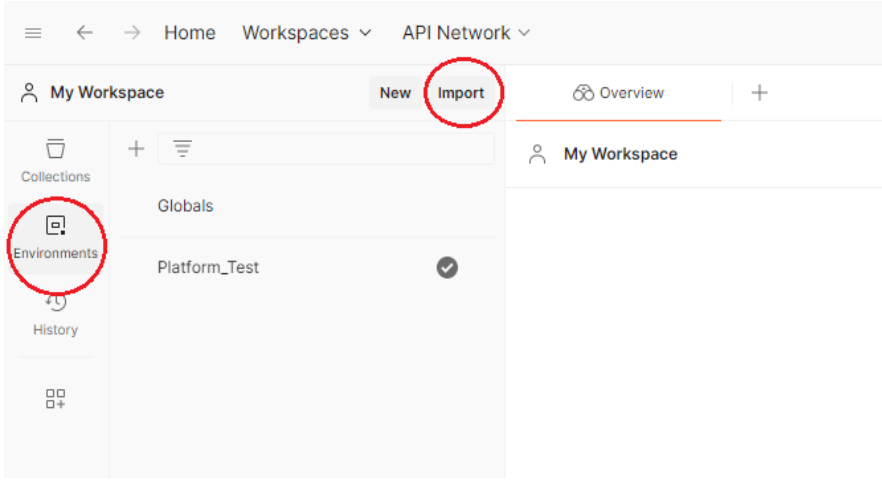 Home Workspaces API Network
My Workspace New Import Overview
Collections
My Workspace
Globals
Environments
Platform_Test
History